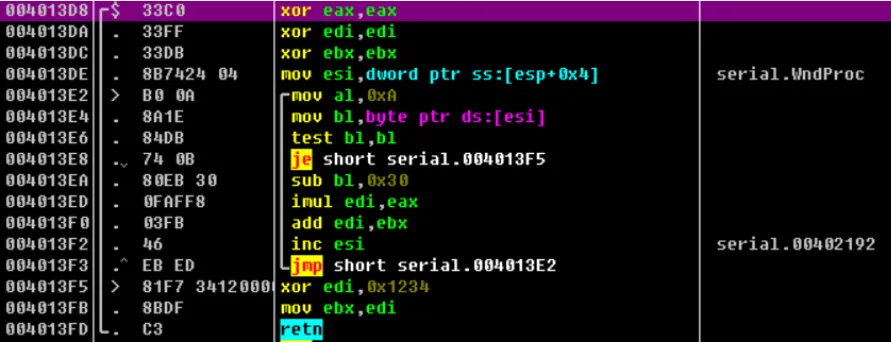 004013D8 $ 33C0 xor eax,eax
004013DA . 33FF xor edi,edi
004013DC . 33DB xor ebx,ebx
004013DE . 8B7424 04 mov esi,dword ptr ss:[esp+0x4] serial.WndProc
004013E2 > B0 0A mov al,0xA
004013E4 . 8A1E mov bl,byte ptr ds:[esi]
004013E6 . 84DB test bl,bl
004013E8 . 74 0B je short serial.004013F5
004013EA . 80EB 30 sub bl,0x30
004013ED . 0FAFF8 imul edi,eax
004013F0 . 03FB add edi,ebx
004013F2 . 46 inc esi serial.00402192
004013F3 .^ EB ED jmp short serial.004013E2
004013F5 > 81F7 3412000 xor edi,0x1234
004013FB . 8BDF mov ebx,edi
004013FD . C3 retn